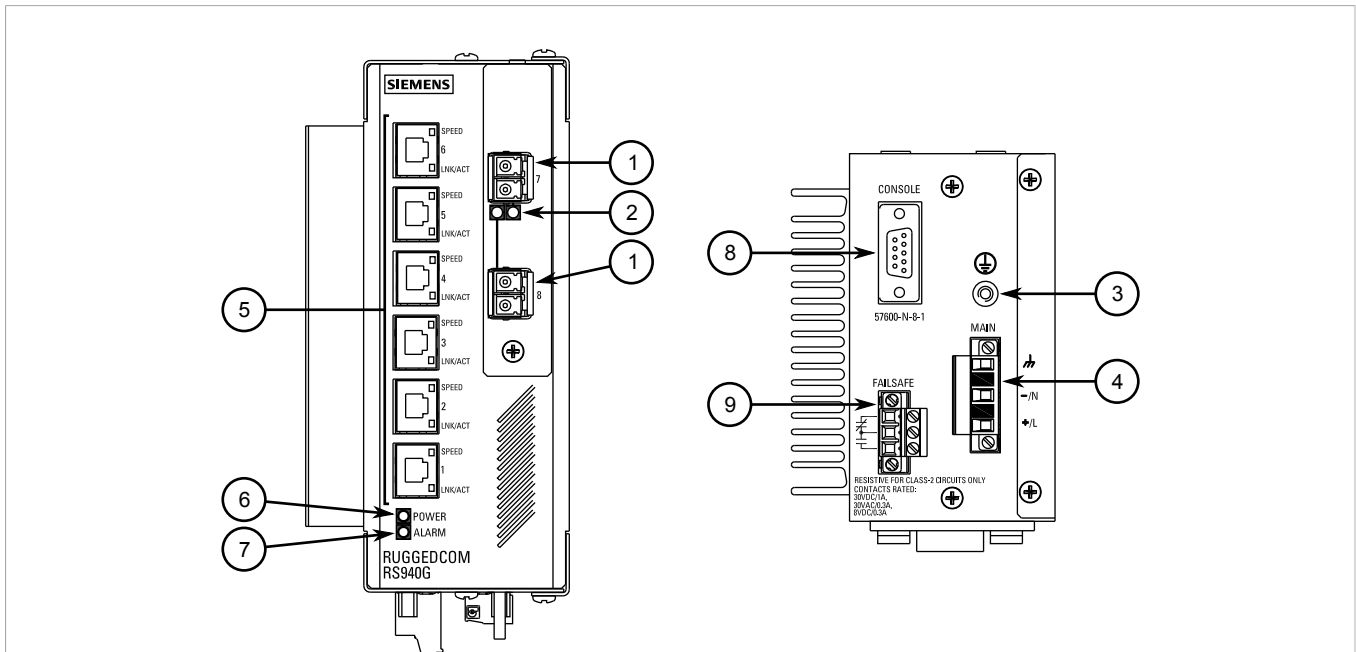 SIEMENS
SPEED
6
LNK/ACT
SPEED
5
LNK/ACT
SPEED
4
LNK/ACT
SPEED
3
LNK/ACT
SPEED
2
LNK/ACT
SPEED
1
LNK/ACT
POWER
ALARM
RUGGEDCOM
RS940G
7
8
1
2
1
5
6
7
CONSOLE
57600-N-8-1
MAIN
−/N
+/L
FAILSAFE
RESISTIVE FOR CLASS-2 CIRCUITS ONLY
CONTACTS RATED:
30VDC/1A,
30VAC/0.3A,
8VDC/0.3A
8
9
3
4